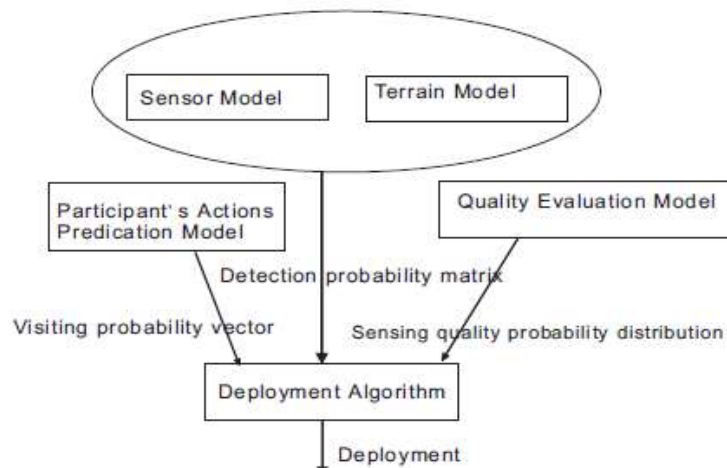 Sensor Model
Terrain Model
Participant's Actions
Predication Model
Quality Evaluation Model
Detection probability matrix
Visiting probability vector
Sensing quality probability distribution
Deployment Algorithm
Deployment